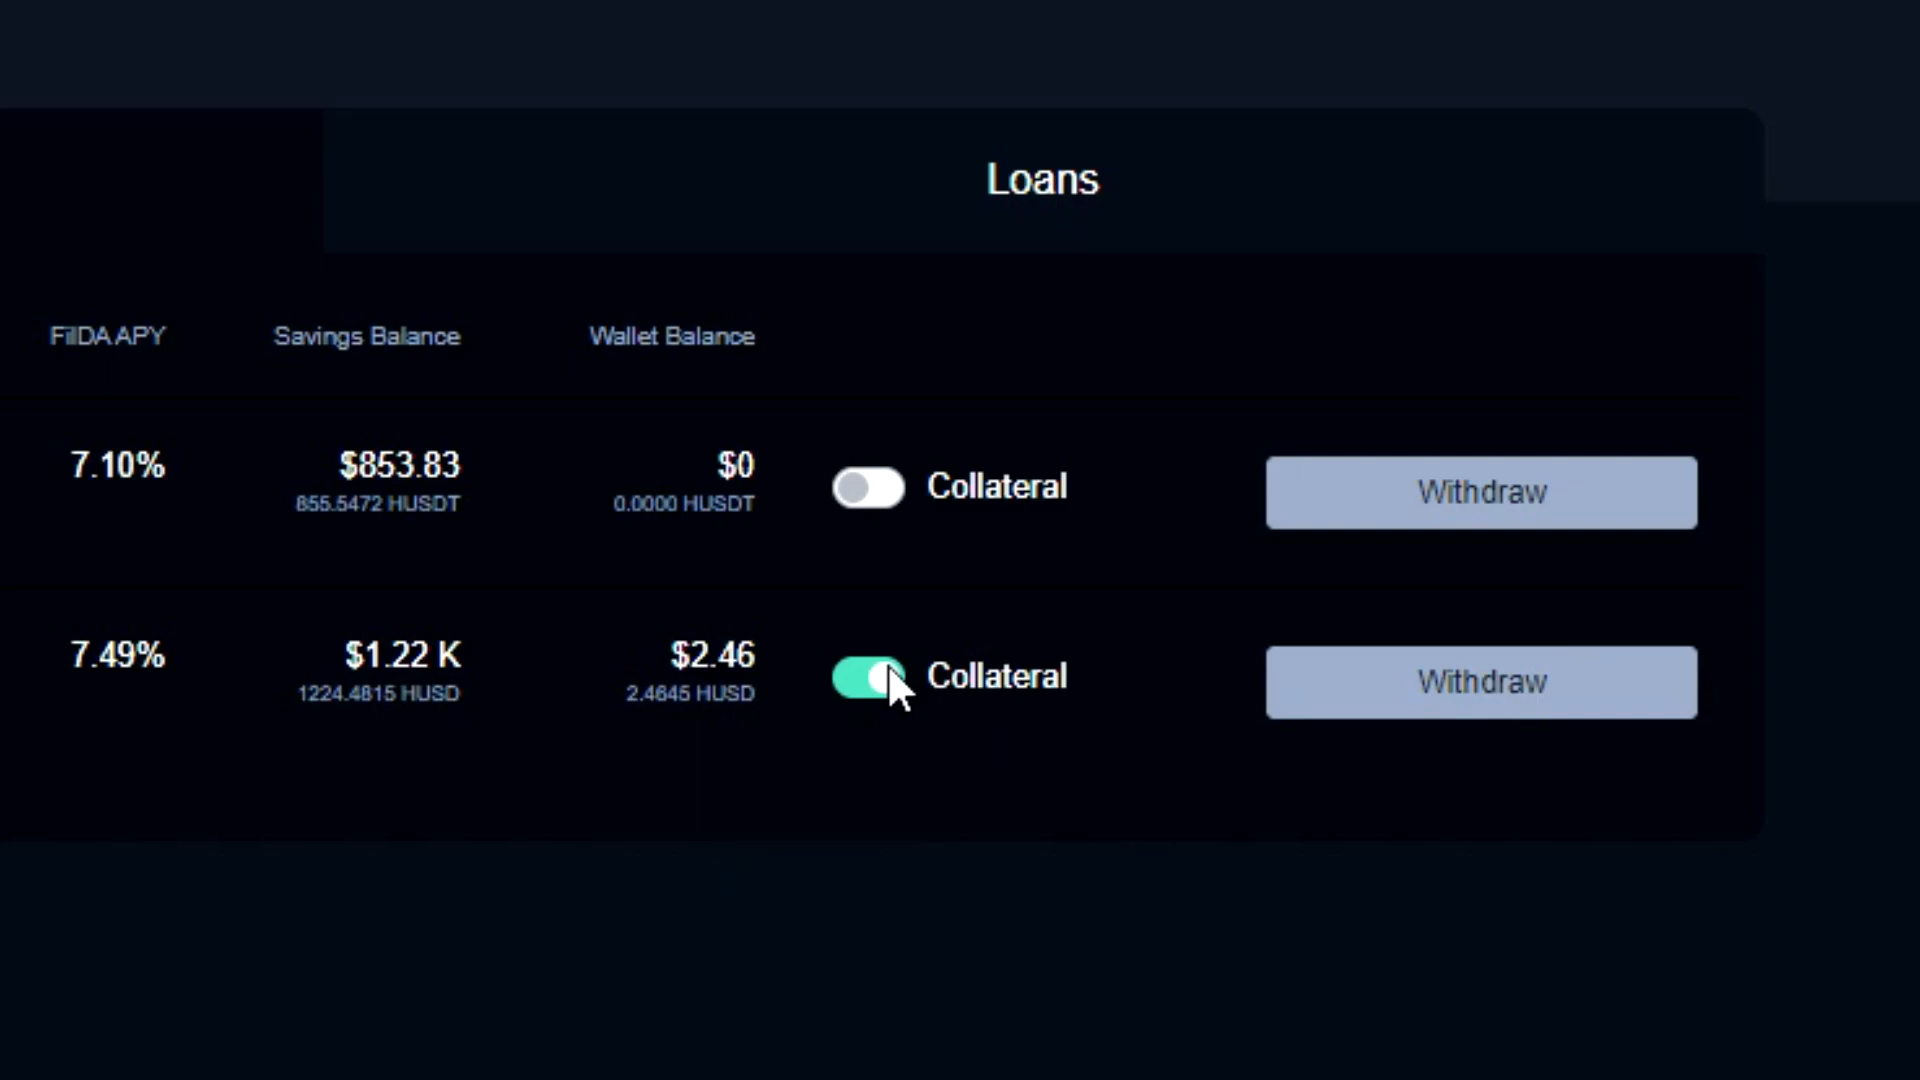 Loans
FilDA APY Savings Balance Wallet Balance
7.10% $853.83 $0 Collateral Withdraw
855.5472 HUSDT 0.0000 HUSDT
7.49% $1.22 K $2.46 Collateral Withdraw
1224.4815 HUSD 2.4645 HUSD